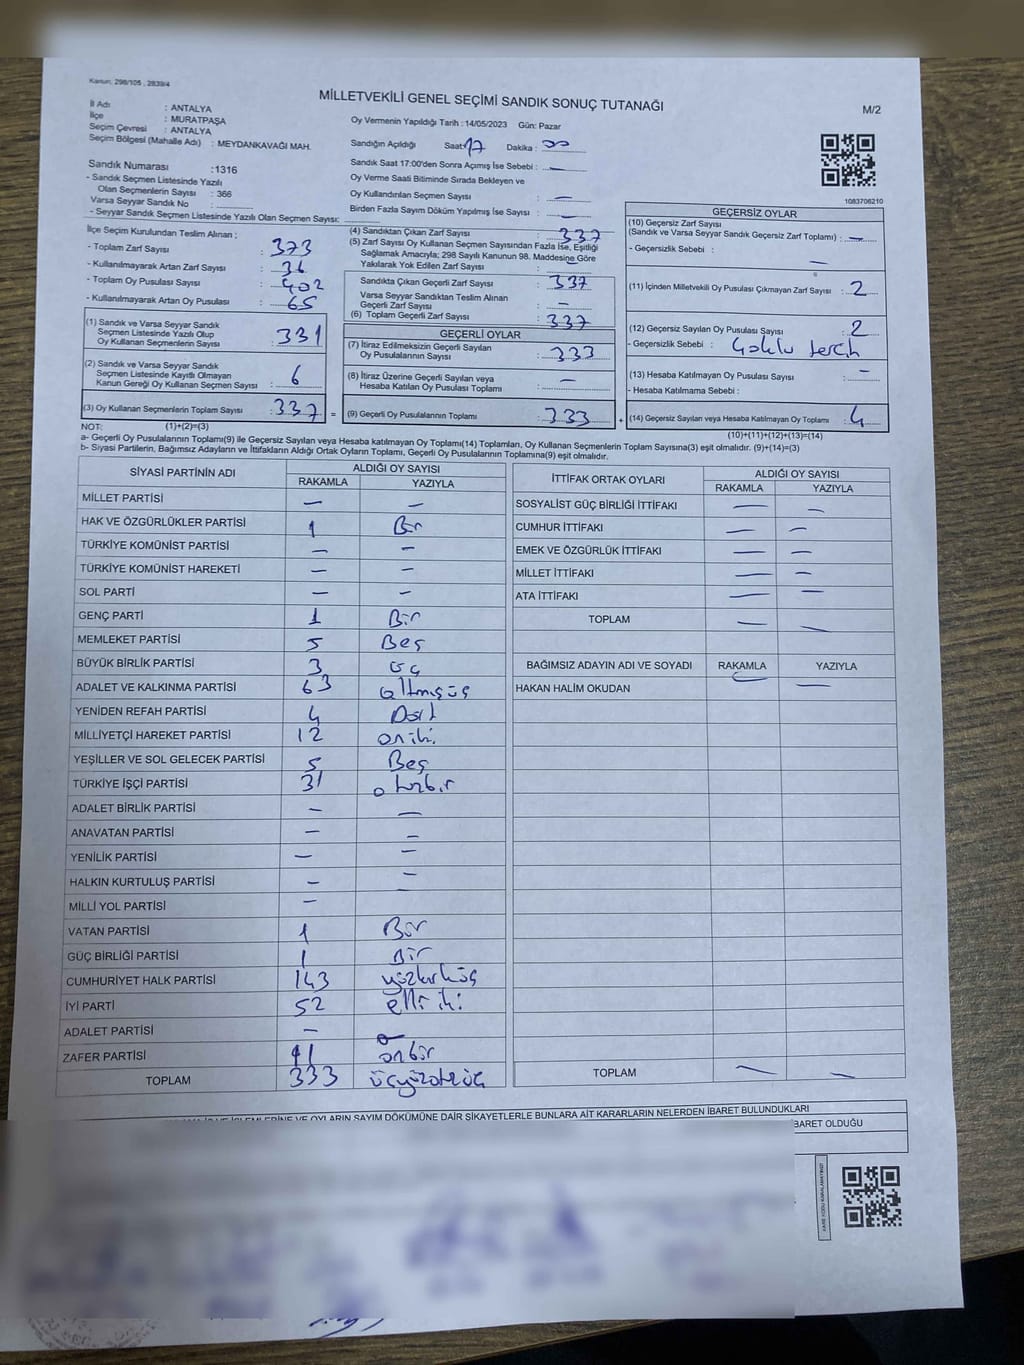 Kanun: 298/105 , 2839/4
MİLLETVEKİLİ GENEL SEÇİMİ SANDIK SONUÇ TUTANAĞI
M/2
İl Adı : ANTALYA
İlçe : MURATPAŞA
Seçim Çevresi : ANTALYA
Seçim Bölgesi (Mahalle Adı) : MEYDANKAVAĞI MAH.
Sandık Numarası :1316
- Sandık Seçmen Listesinde Yazılı
Olan Seçmenlerin Sayısı : 366
Varsa Seyyar Sandık No :
- Seyyar Sandık Seçmen Listesinde Yazılı Olan Seçmen Sayısı:
Oy Vermenin Yapıldığı Tarih :14/05/2023 Gün: Pazar
Sandığın Açıldığı Saat: 17 Dakika : 00
Sandık Saat 17:00'den Sonra Açımış İse Sebebi : —
Oy Verme Saati Bitiminde Sırada Bekleyen ve
Oy Kullandırılan Seçmen Sayısı : —
Birden Fazla Sayım Döküm Yapılmış İse Sayısı : —
1083706210
İlçe Seçim Kurulundan Teslim Alınan ;
- Toplam Zarf Sayısı : 373
- Kullanılmayarak Artan Zarf Sayısı : 36
- Toplam Oy Pusulası Sayısı : 402
- Kullanılmayarak Artan Oy Pusulası : 65
(1) Sandık ve Varsa Seyyar Sandık
Seçmen Listesinde Yazılı Olup
Oy Kullanan Seçmenlerin Sayısı : 331
(2) Sandık ve Varsa Seyyar Sandık
Seçmen Listesinde Kayıtlı Olmayan
Kanun Gereği Oy Kullanan Seçmen Sayısı : 6
(3) Oy Kullanan Seçmenlerin Toplam Sayısı : 337 =
(4) Sandıktan Çıkan Zarf Sayısı : 337
(5) Zarf Sayısı Oy Kullanan Seçmen Sayısından Fazla İse, Eşitliği
Sağlamak Amacıyla; 298 Sayılı Kanunun 98. Maddesine Göre
Yakılarak Yok Edilen Zarf Sayısı :
Sandıkta Çıkan Geçerli Zarf Sayısı : 337
Varsa Seyyar Sandıktan Teslim Alınan
Geçerli Zarf Sayısı : —
(6) Toplam Geçerli Zarf Sayısı : 337
GEÇERLİ OYLAR
(7) İtiraz Edilmeksizin Geçerli Sayılan
Oy Pusulalarının Sayısı : 333
(8) İtiraz Üzerine Geçerli Sayılan veya
Hesaba Katılan Oy Pusulası Toplamı : —
(9) Geçerli Oy Pusulalarının Toplamı : 333 +
GEÇERSİZ OYLAR
(10) Geçersiz Zarf Sayısı
(Sandık ve Varsa Seyyar Sandık Geçersiz Zarf Toplamı) : —
- Geçersizlik Sebebi : —
(11) İçinden Milletvekili Oy Pusulası Çıkmayan Zarf Sayısı : 2
(12) Geçersiz Sayılan Oy Pusulası Sayısı : 2
- Geçersizlik Sebebi : Çoklu tercih
(13) Hesaba Katılmayan Oy Pusulası Sayısı : —
- Hesaba Katılmama Sebebi :
(14) Geçersiz Sayılan veya Hesaba Katılmayan Oy Toplamı : 4
NOT: (1)+(2)=(3)
(10)+(11)+(12)+(13)=(14)
a- Geçerli Oy Pusulalarının Toplamı(9) ile Geçersiz Sayılan veya Hesaba katılmayan Oy Toplamı(14) Toplamları, Oy Kullanan Seçmenlerin Toplam Sayısına(3) eşit olmalıdır. (9)+(14)=(3)
b- Siyasi Partilerin, Bağımsız Adayların ve İttifakların Aldığı Ortak Oyların Toplamı, Geçerli Oy Pusulalarının Toplamına(9) eşit olmalıdır.
SİYASİ PARTİNİN ADI ALDIĞI OY SAYISI
RAKAMLA YAZIYLA
MİLLET PARTİSİ — —
HAK VE ÖZGÜRLÜKLER PARTİSİ 1 Bir
TÜRKİYE KOMÜNİST PARTİSİ — —
TÜRKİYE KOMÜNİST HAREKETİ — —
SOL PARTİ — —
GENÇ PARTİ 1 Bir
MEMLEKET PARTİSİ 5 Beş
BÜYÜK BİRLİK PARTİSİ 3 üç
ADALET VE KALKINMA PARTİSİ 63 altmışüç
YENİDEN REFAH PARTİSİ 4 Dört
MİLLİYETÇİ HAREKET PARTİSİ 12 oniki
YEŞİLLER VE SOL GELECEK PARTİSİ 5 Beş
TÜRKİYE İŞÇİ PARTİSİ 31 otuzbir
ADALET BİRLİK PARTİSİ — —
ANAVATAN PARTİSİ — —
YENİLİK PARTİSİ — —
HALKIN KURTULUŞ PARTİSİ — —
MİLLİ YOL PARTİSİ —
VATAN PARTİSİ 1 Bir
GÜÇ BİRLİĞİ PARTİSİ 1 Bir
CUMHURİYET HALK PARTİSİ 143 yüzkırküç
İYİ PARTİ 52 elliiki
ADALET PARTİSİ —
ZAFER PARTİSİ 11 onbir
TOPLAM 333 üçyüzotuzüç
İTTİFAK ORTAK OYLARI ALDIĞI OY SAYISI
RAKAMLA YAZIYLA
SOSYALİST GÜÇ BİRLİĞİ İTTİFAKI — —
CUMHUR İTTİFAKI — —
EMEK VE ÖZGÜRLÜK İTTİFAKI — —
MİLLET İTTİFAKI — —
ATA İTTİFAKI — —
TOPLAM — —
BAĞIMSIZ ADAYIN ADI VE SOYADI RAKAMLA YAZIYLA
HAKAN HALİM OKUDAN — —
TOPLAM — —
VE OYLARIN SAYIM DÖKÜMÜNE DAİR ŞİKAYETLERLE BUNLARA AİT KARARLARIN NELERDEN İBARET BULUNDUKLARI
BARET OLDUĞU